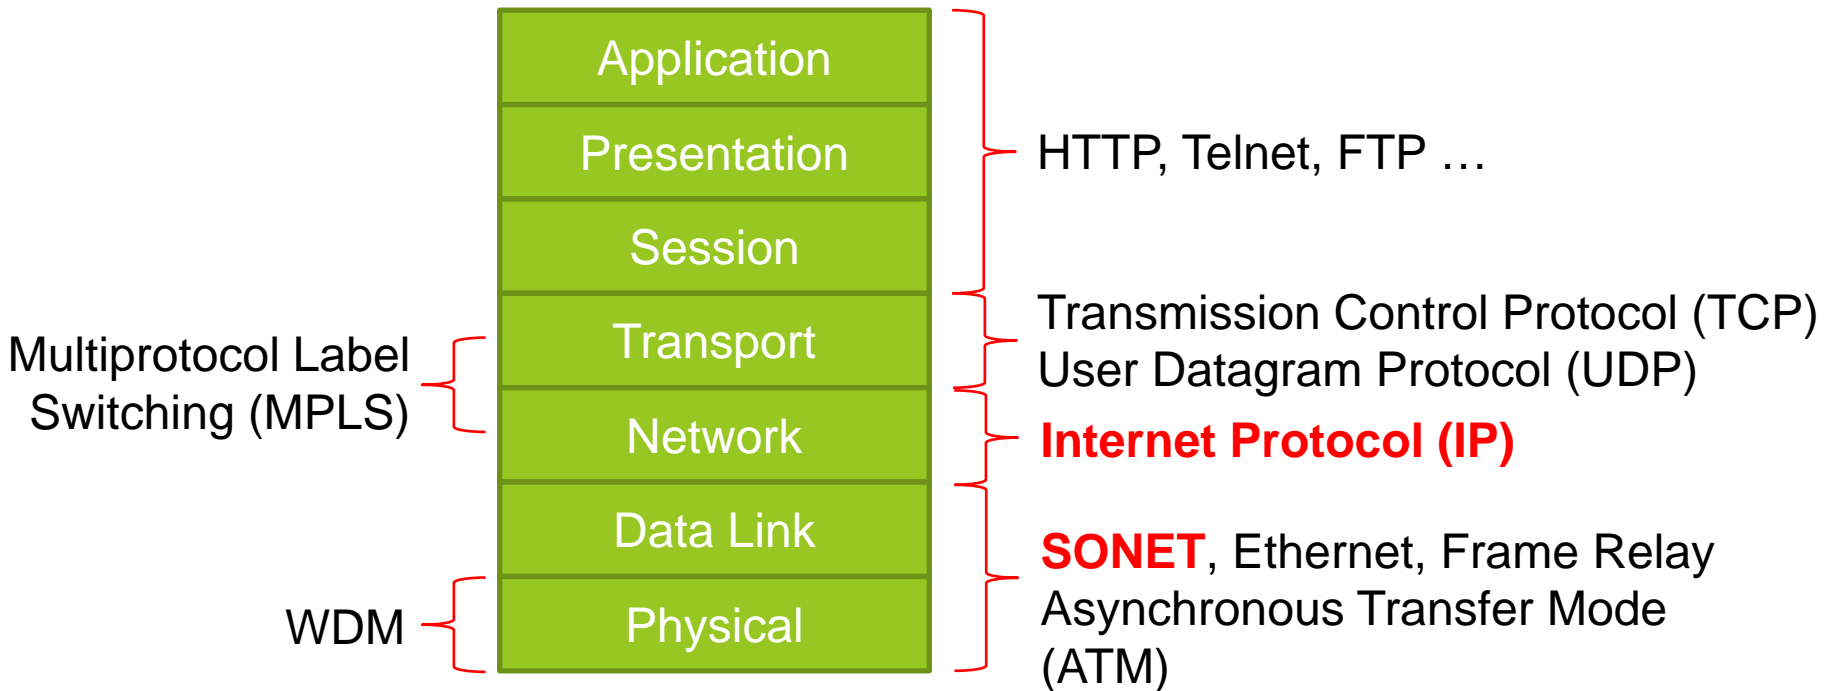 Application
Presentation
Session
Transport
Network
Data Link
Physical
HTTP, Telnet, FTP …
Transmission Control Protocol (TCP)
User Datagram Protocol (UDP)
Internet Protocol (IP)
SONET, Ethernet, Frame Relay
Asynchronous Transfer Mode
(ATM)
Multiprotocol Label
Switching (MPLS)
WDM